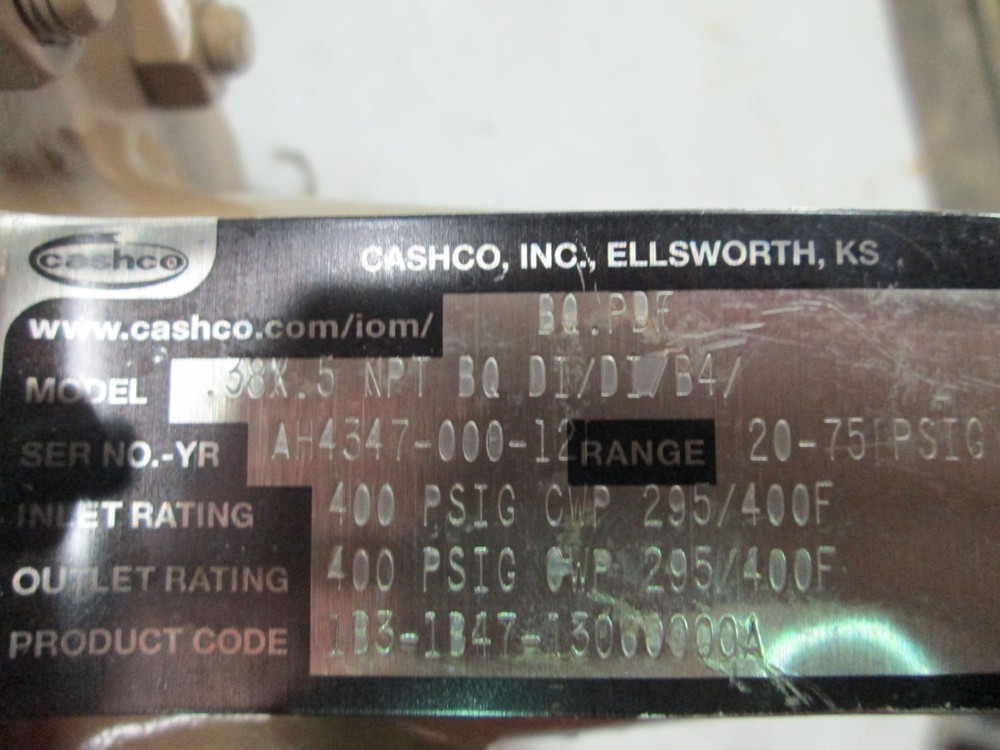 cashco CASHCO, INC., ELLSWORTH, KS
www.cashco.com/iom/ BQ.PDF
MODEL .38X.5 NPT BQ DI/DI/B4/
SER NO.-YR AH4347-000-12 RANGE 20-75 PSIG
INLET RATING 400 PSIG CWP 295/400F
OUTLET RATING 400 PSIG CWP 295/400F
PRODUCT CODE